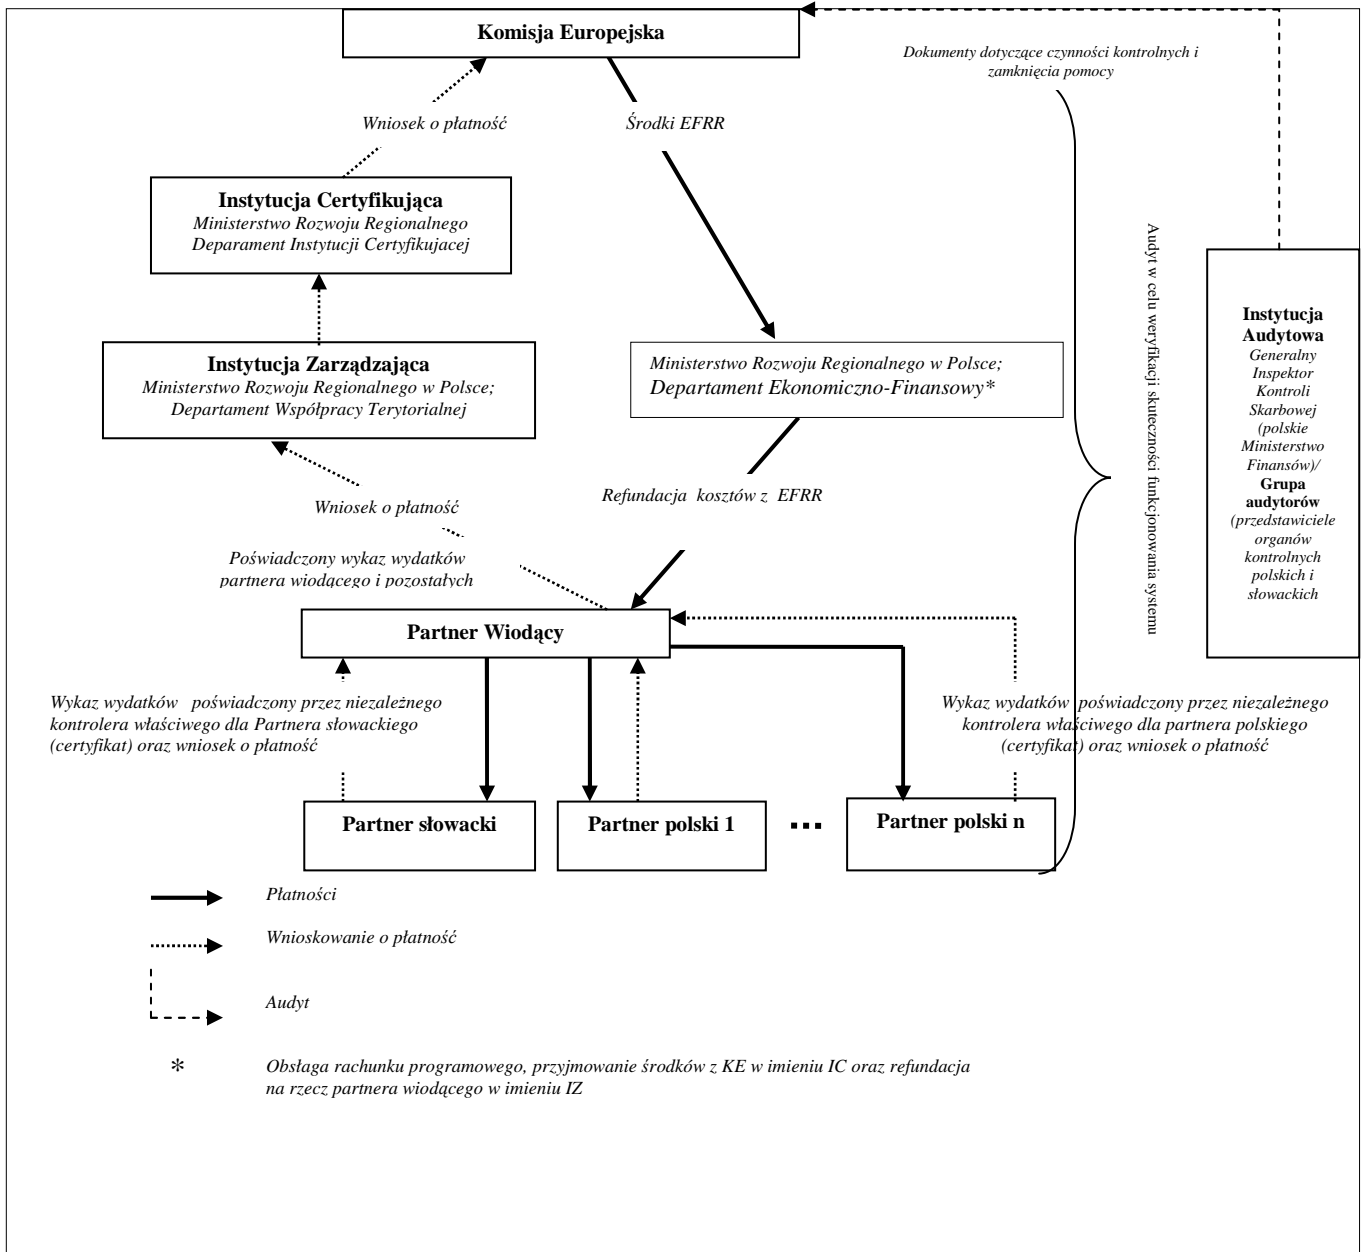 Komisja Europejska
Dokumenty dotyczące czynności kontrolnych i
zamknięcia pomocy
Wniosek o płatność
Środki EFRR
Instytucja Certyfikująca
Ministerstwo Rozwoju Regionalnego
Deparament Instytucji Certyfikujacej
Audyt w celu weryfikacji skuteczności funkcjonowania systemu
Instytucja
Audytowa
Generalny
Inspektor
Kontroli
Skarbowej
(polskie
Ministerstwo
Finansów)/
Grupa
audytorów
(przedstawiciele
organów
kontrolnych
polskich i
słowackich
Instytucja Zarządzająca
Ministerstwo Rozwoju Regionalnego w Polsce;
Departament Współpracy Terytorialnej
Ministerstwo Rozwoju Regionalnego w Polsce;
Departament Ekonomiczno-Finansowy*
Wniosek o płatność
Refundacja kosztów z EFRR
Poświadczony wykaz wydatków
partnera wiodącego i pozostałych
Partner Wiodący
Wykaz wydatków poświadczony przez niezależnego
kontrolera właściwego dla Partnera słowackiego
(certyfikat) oraz wniosek o płatność
Wykaz wydatków poświadczony przez niezależnego
kontrolera właściwego dla partnera polskiego
(certyfikat) oraz wniosek o płatność
Partner słowacki
Partner polski 1
...
Partner polski n
Płatności
Wnioskowanie o płatność
Audyt
*
Obsłaga rachunku programowego, przyjmowanie środków z KE w imieniu IC oraz refundacja
na rzecz partnera wiodącego w imieniu IZ